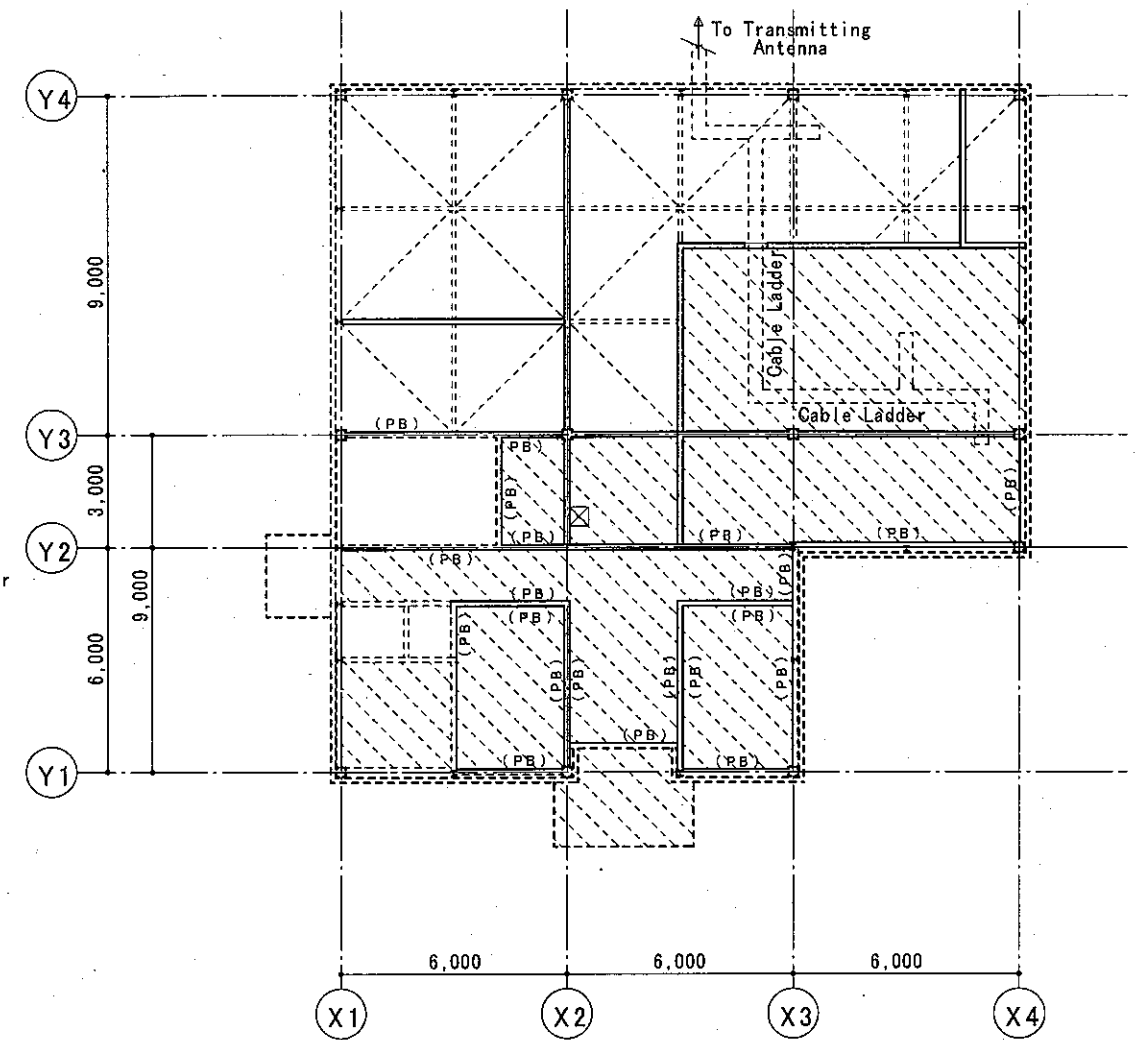 To Transmitting
Antenna
Y4
9,000
Cable Ladder
Cable Ladder
(PB)
Y3
PB)
(PB)
(PB)
3,000
(PB)
(PB)
(PB)
Y2
(PB)
(PB)
r
9,000
(PB)
(PB)
(PB)
(PB)
(PB)
6,000
(PB)
(PB)
(PB)
(PB)
(PB)
(PB)
(PB)
(PB)
Y1
6,000
6,000
6,000
X1
X2
X3
X4